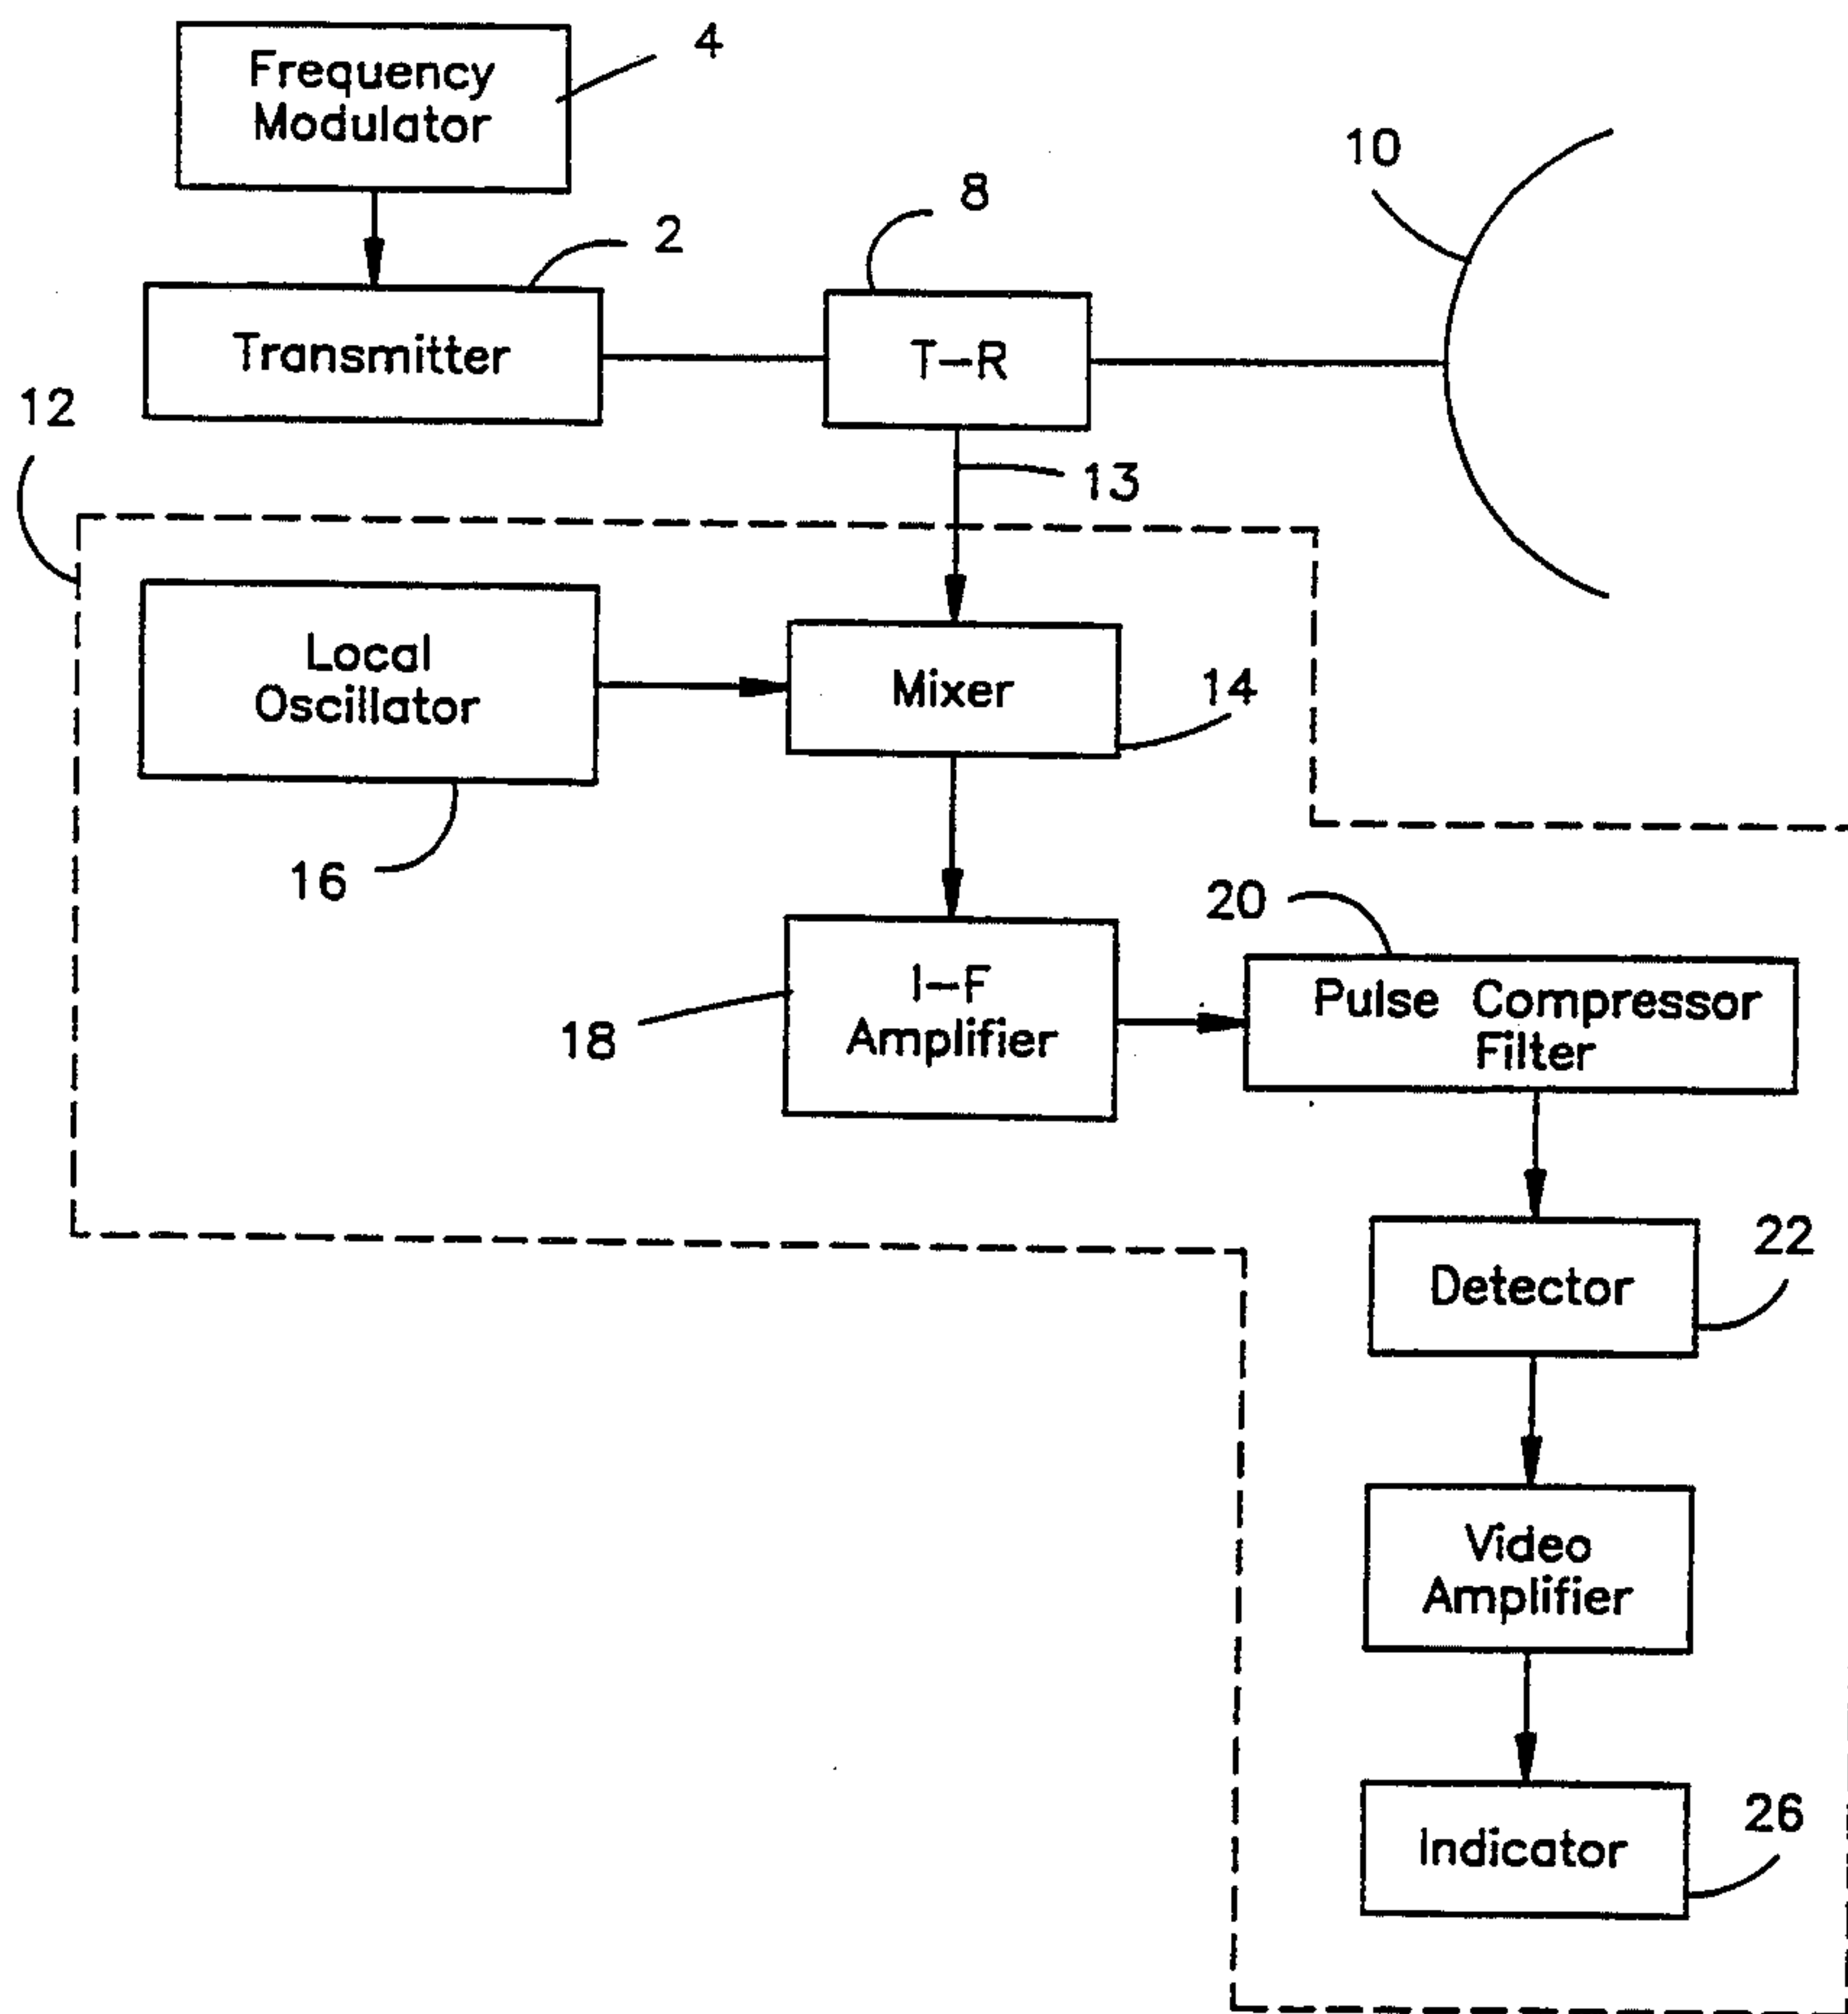 4
Frequency
Modulator
10
8
2
Transmitter
T-R
12
13
Local
Oscillator
Mixer
14
16
20
I-F
Amplifier
18
Pulse Compressor
Filter
22
Detector
Video
Amplifier
26
Indicator